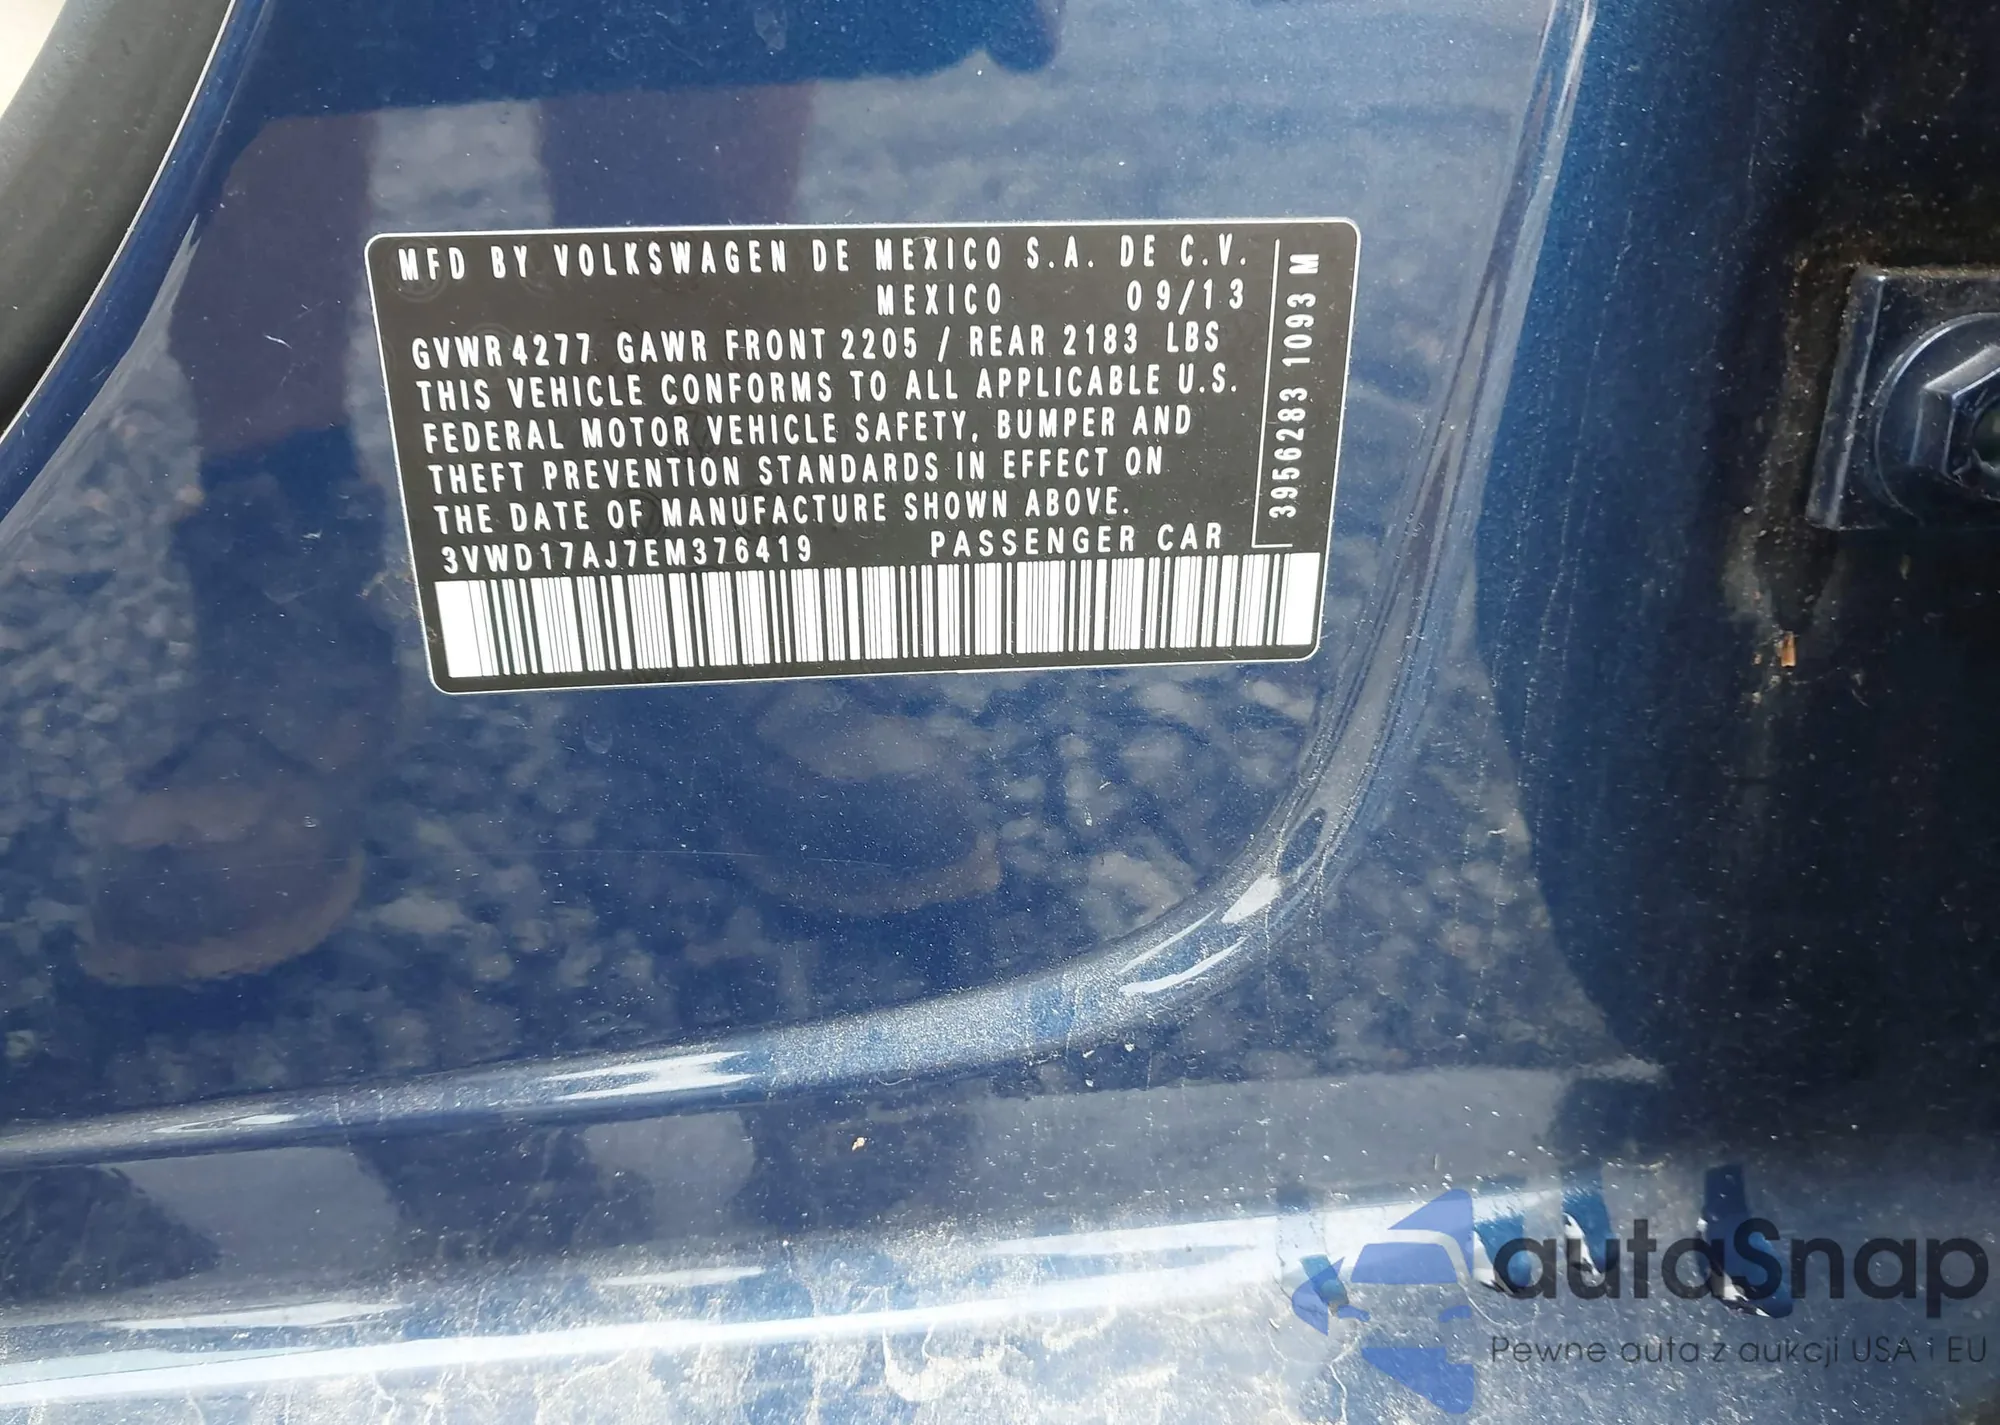 MFD BY VOLKSWAGEN DE MEXICO S.A. DE C.V.
MEXICO 09/13
GVWR 4277 GAWR FRONT 2205 / REAR 2183 LBS
THIS VEHICLE CONFORMS TO ALL APPLICABLE U.S.
FEDERAL MOTOR VEHICLE SAFETY, BUMPER AND
THEFT PREVENTION STANDARDS IN EFFECT ON
THE DATE OF MANUFACTURE SHOWN ABOVE.
3VWD17AJ7EM376419 PASSENGER CAR
3956283 1093 M
autaSnap
Pewne auta z aukcji USA i EU